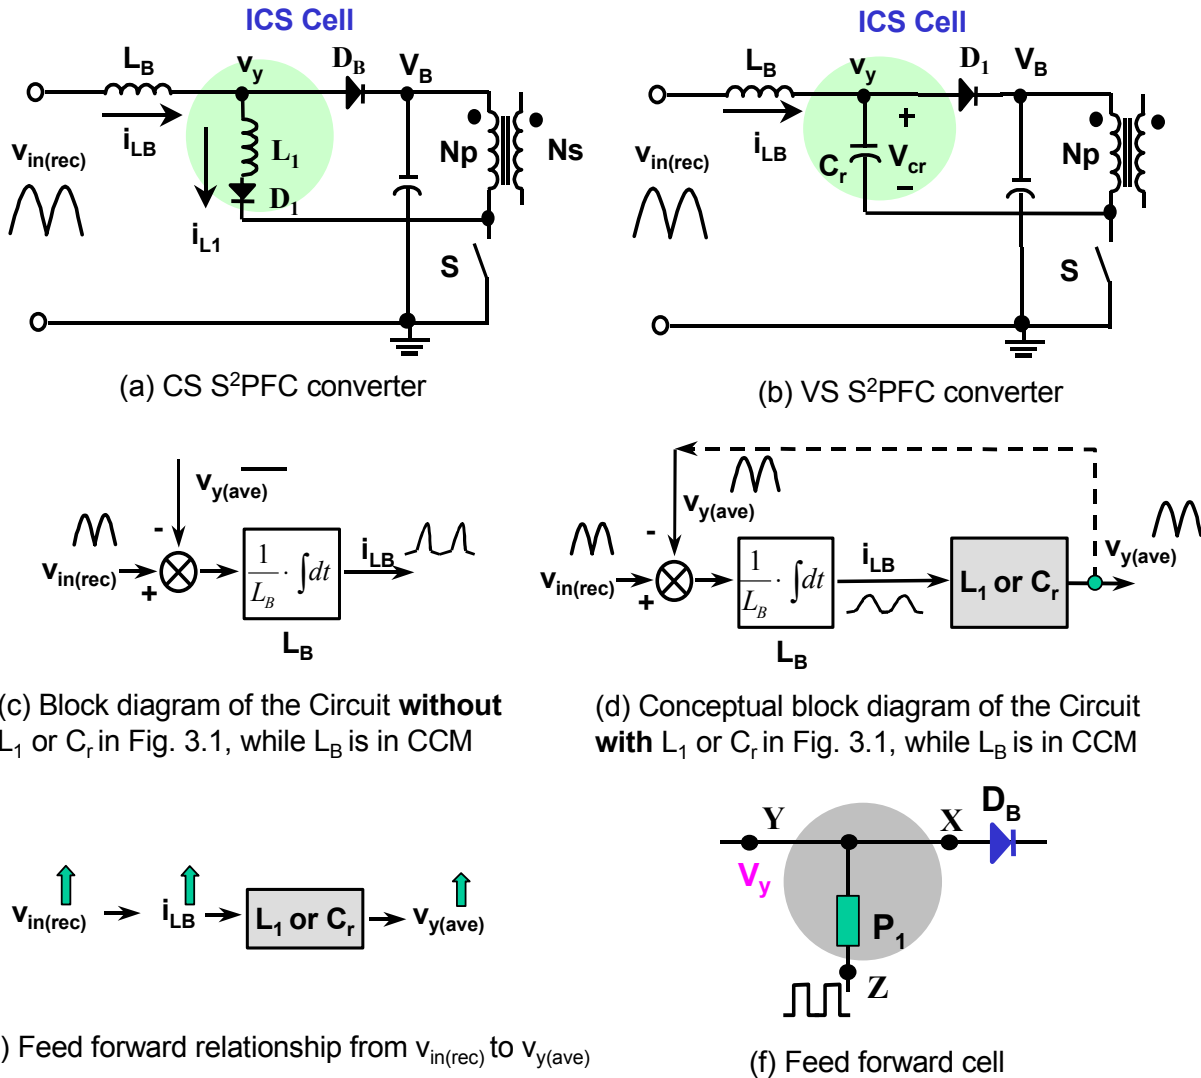 ICS Cell
L_B
v_y
D_B
V_B
i_LB
L_1
Np
Ns
v_in(rec)
D_1
i_L1
S
(a) CS S²PFC converter
ICS Cell
L_B
v_y
D_1
V_B
i_LB
+
v_in(rec)
C_r
V_cr
Np
–
S
(b) VS S²PFC converter
v_y(ave)
-
v_in(rec)
+
1/L_B · ∫dt
i_LB
L_B
(c) Block diagram of the Circuit without
L_1 or C_r in Fig. 3.1, while L_B is in CCM
v_y(ave)
-
v_in(rec)
+
1/L_B · ∫dt
i_LB
L_1 or C_r
v_y(ave)
L_B
(d) Conceptual block diagram of the Circuit
with L_1 or C_r in Fig. 3.1, while L_B is in CCM
v_in(rec)
i_LB
L_1 or C_r
v_y(ave)
) Feed forward relationship from v_in(rec) to v_y(ave)
Y
X
D_B
V_y
P_1
Z
(f) Feed forward cell